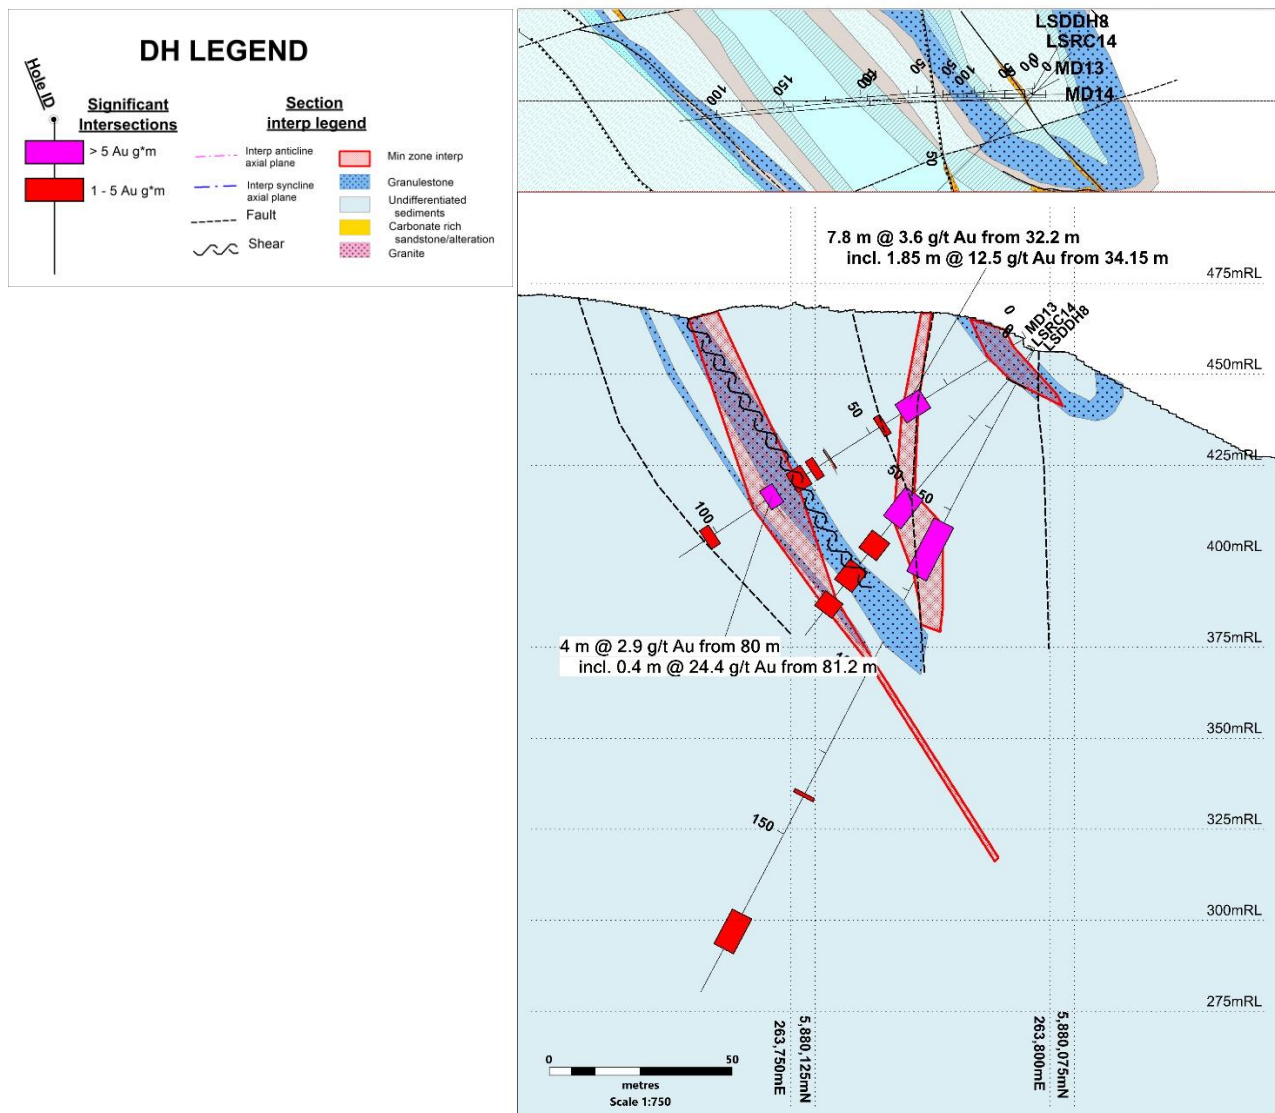 DH LEGEND
Hole ID
Significant
Intersections
> 5 Au g*m
1 - 5 Au g*m
Section
interp legend
Interp anticline
axial plane
Interp syncline
axial plane
Fault
Shear
Min zone interp
Granulestone
Undifferentiated
sediments
Carbonate rich
sandstone/alteration
Granite
LSDDH8
LSRC14
MD13
MD14
100
150
50
50
100
50
7.8 m @ 3.6 g/t Au from 32.2 m
incl. 1.85 m @ 12.5 g/t Au from 34.15 m
475mRL
0
MD13
LSRC14
LSDDH8
450mRL
50
425mRL
50
50
100
400mRL
4 m @ 2.9 g/t Au from 80 m
incl. 0.4 m @ 24.4 g/t Au from 81.2 m
375mRL
350mRL
150
325mRL
300mRL
275mRL
263,750mE
5,880,125mN
263,800mE
5,880,075mN
0 50
metres
Scale 1:750